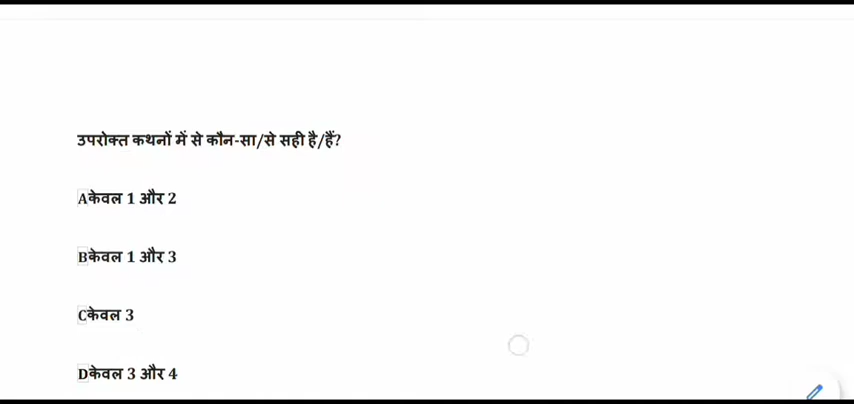 उपरोक्त कथनों में से कौन-सा/से सही है/हैं?
Aकेवल 1 और 2
Bकेवल 1 और 3
Cकेवल 3
Dकेवल 3 और 4